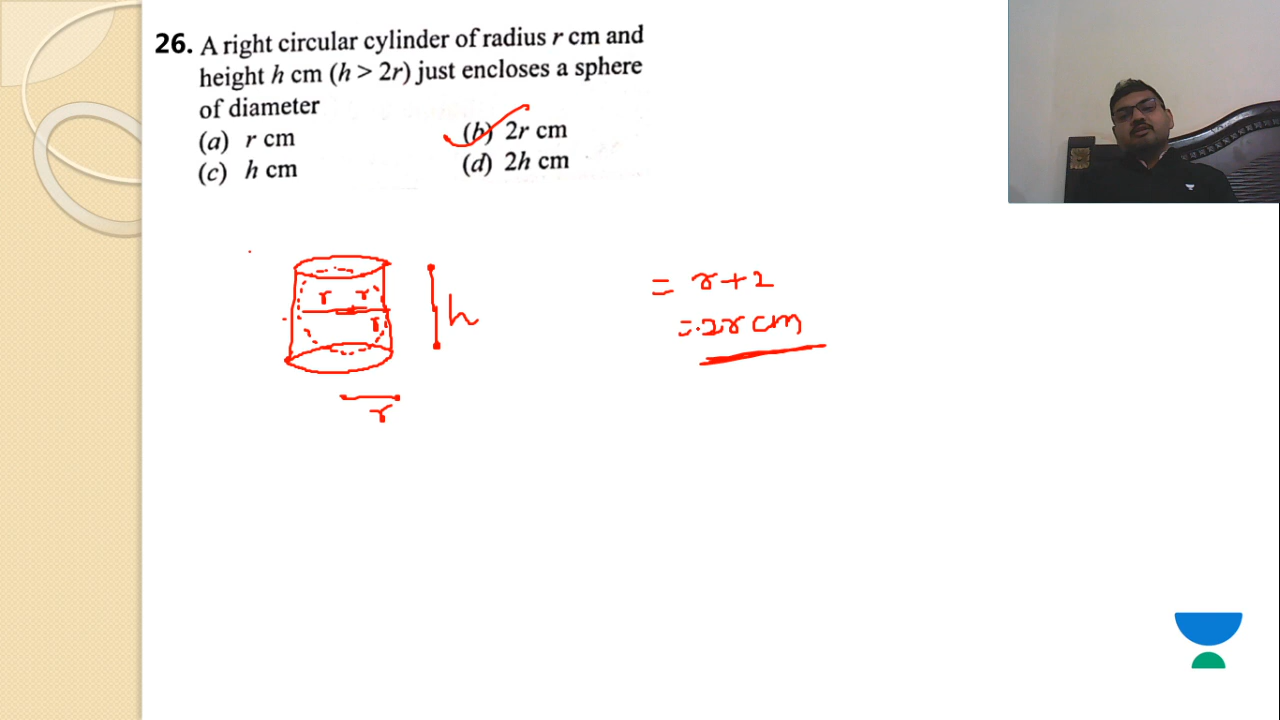 26. A right circular cylinder of radius r cm and
height h cm (h > 2r) just encloses a sphere
of diameter
(a) r cm (b) 2r cm
(c) h cm (d) 2h cm
r r
r
h
r
= r+2
= 2r cm